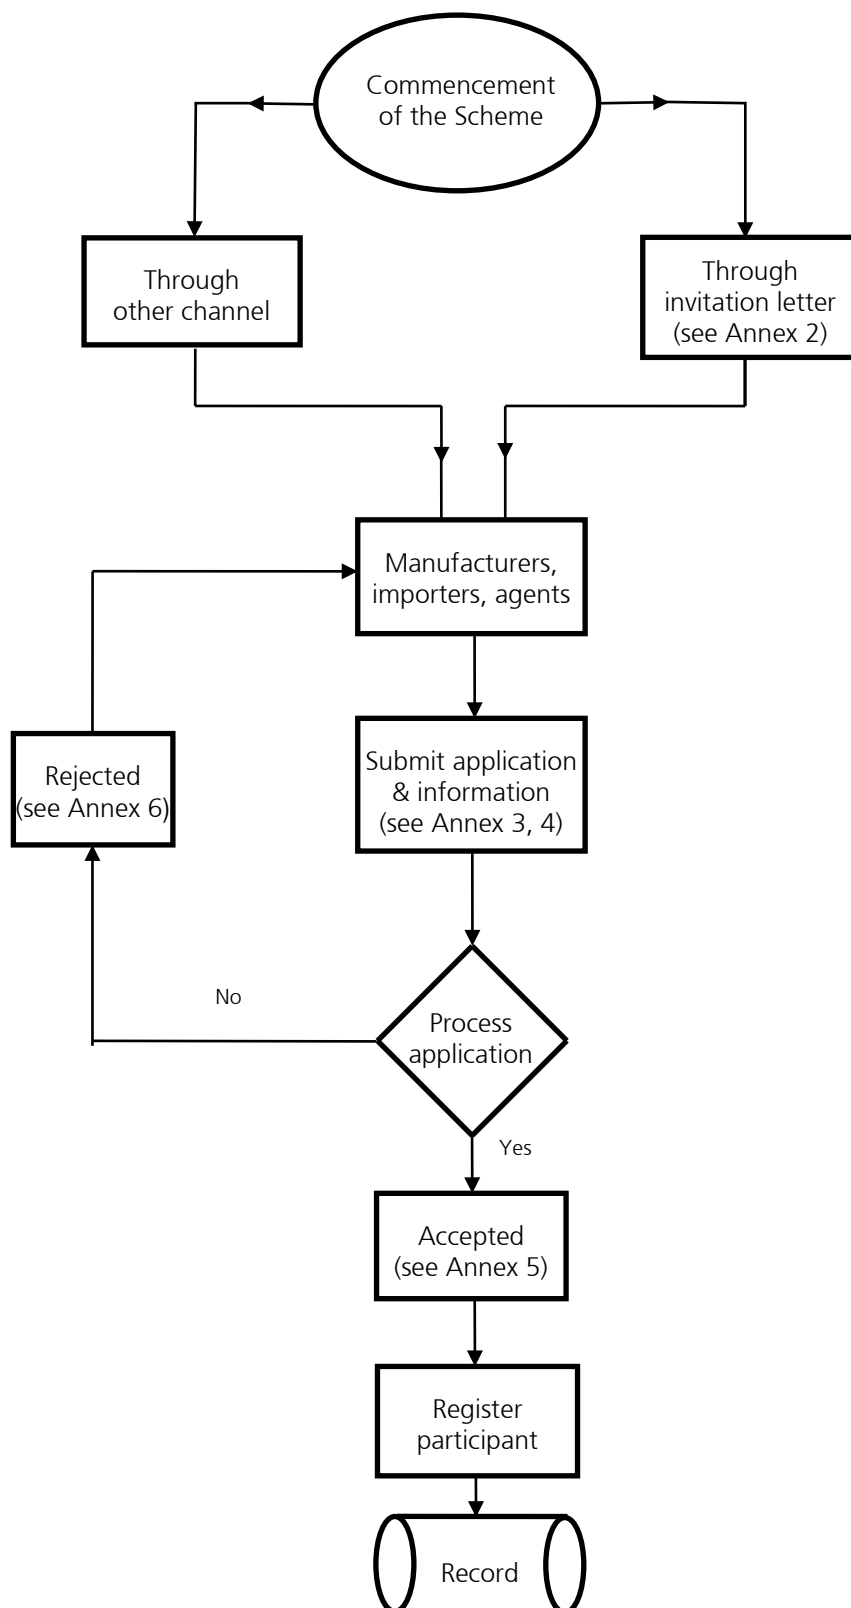 Commencement
of the Scheme
Through
other channel
Through
invitation letter
(see Annex 2)
Manufacturers,
importers, agents
Rejected
(see Annex 6)
Submit application
& information
(see Annex 3, 4)
No
Process
application
Yes
Accepted
(see Annex 5)
Register
participant
Record